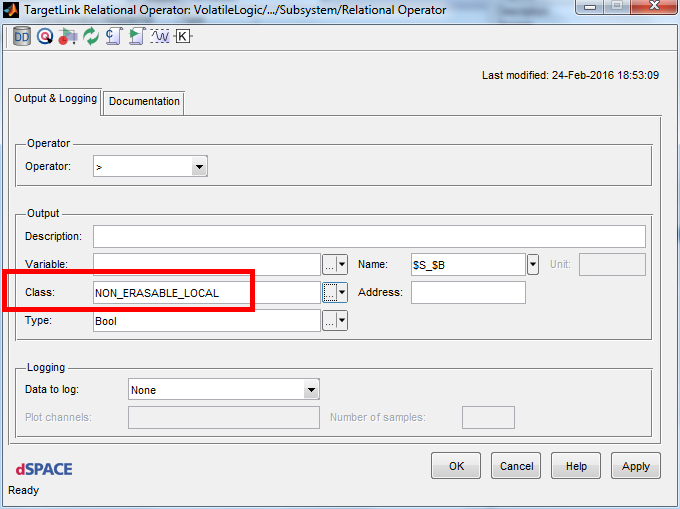 TargetLink Relational Operator: VolatileLogic/.../Subsystem/Relational Operator
DD C K
Last modified: 24-Feb-2016 18:53:09
Output & Logging Documentation
Operator
Operator: >
Output
Description:
Variable: ... Name: $S_$B Unit:
Class: NON_ERASABLE_LOCAL ... Address:
Type: Bool ...
Logging
Data to log: None
Plot channels: Number of samples:
dSPACE OK Cancel Help Apply
Ready